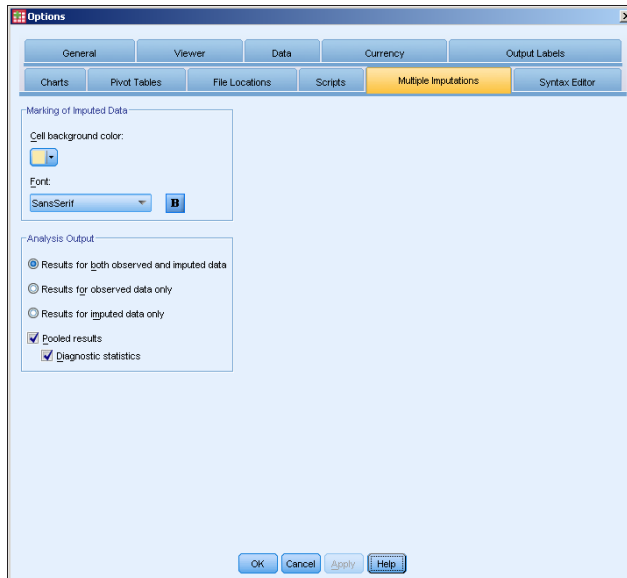 Options
General Viewer Data Currency Output Labels
Charts Pivot Tables File Locations Scripts Multiple Imputations Syntax Editor
Marking of Imputed Data
Cell background color:
Font:
SansSerif B
Analysis Output
Results for both observed and imputed data
Results for observed data only
Results for imputed data only
Pooled results
Diagnostic statistics
OK Cancel Apply Help